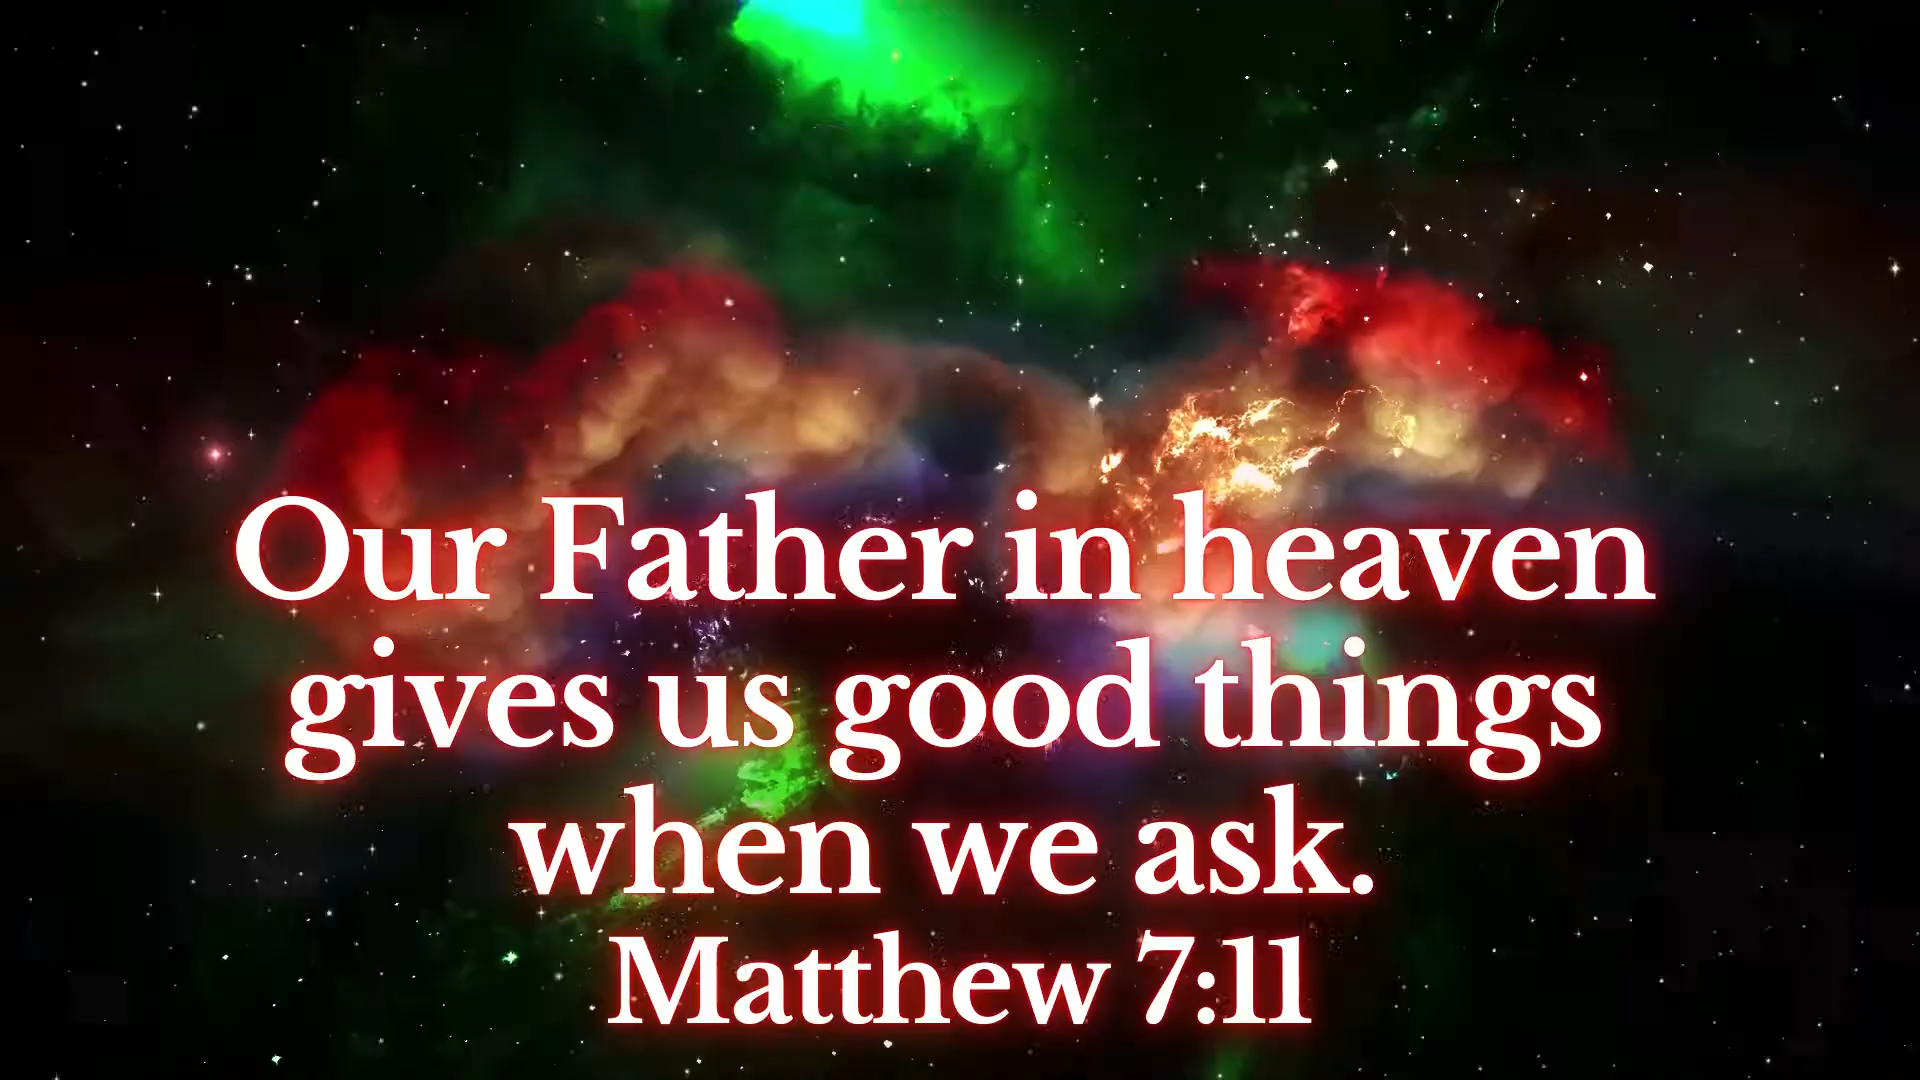 Our Father in heaven
gives us good things
when we ask.
Matthew 7:11